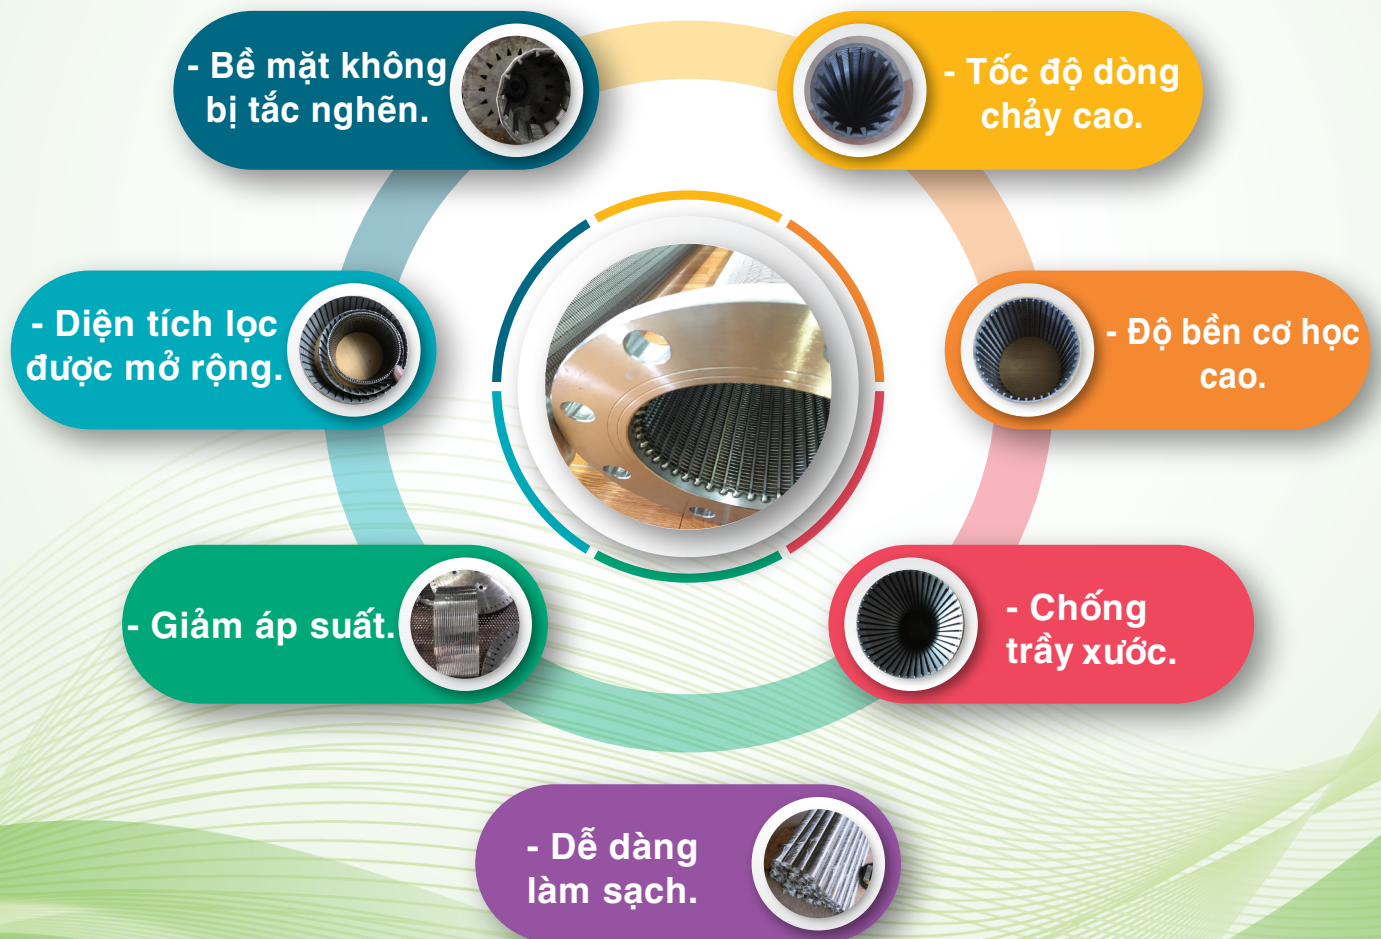 - Bề mặt không
bị tắc nghẽn.
- Tốc độ dòng
chảy cao.
- Diện tích lọc
được mở rộng.
- Độ bền cơ học
cao.
- Giảm áp suất.
- Chống
trầy xước.
- Dễ dàng
làm sạch.